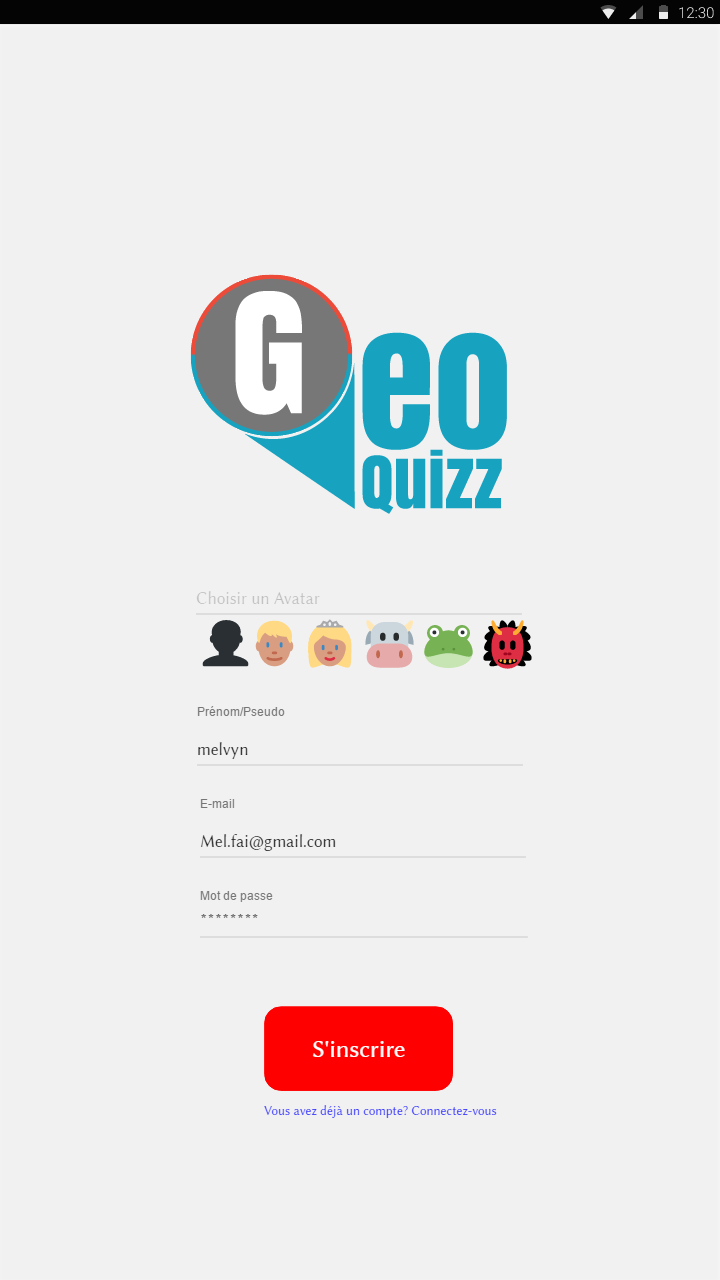 12:30
Geo
Quizz
Choisir un Avatar
Prénom/Pseudo
melvyn
E-mail
Mel.fai@gmail.com
Mot de passe
********
S'inscrire
Vous avez déjà un compte? Connectez-vous